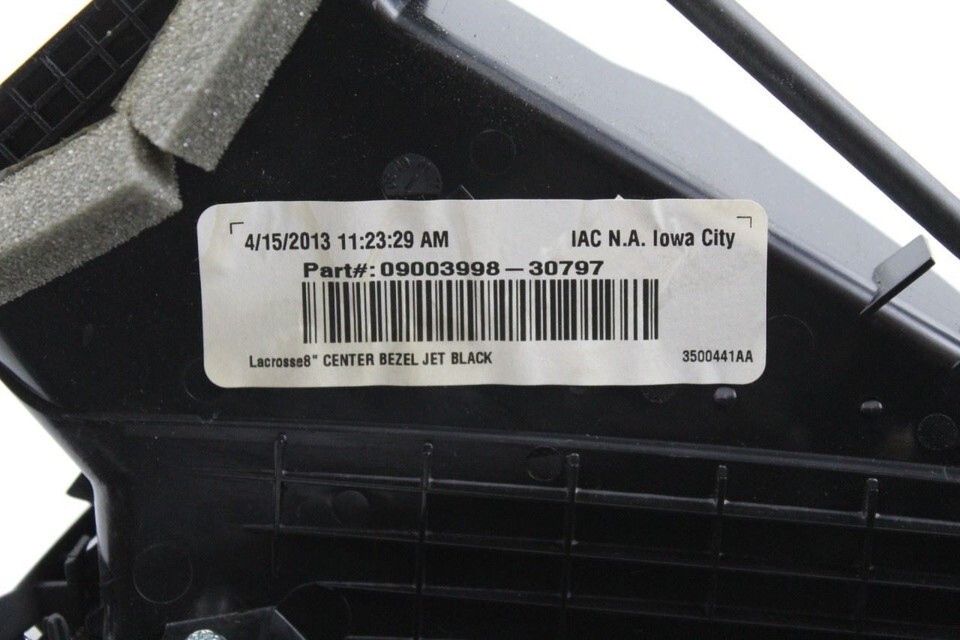 4/15/2013 11:23:29 AM IAC N.A. Iowa City
Part#: 09003998-30797
Lacrosse8" CENTER BEZEL JET BLACK 3500441AA